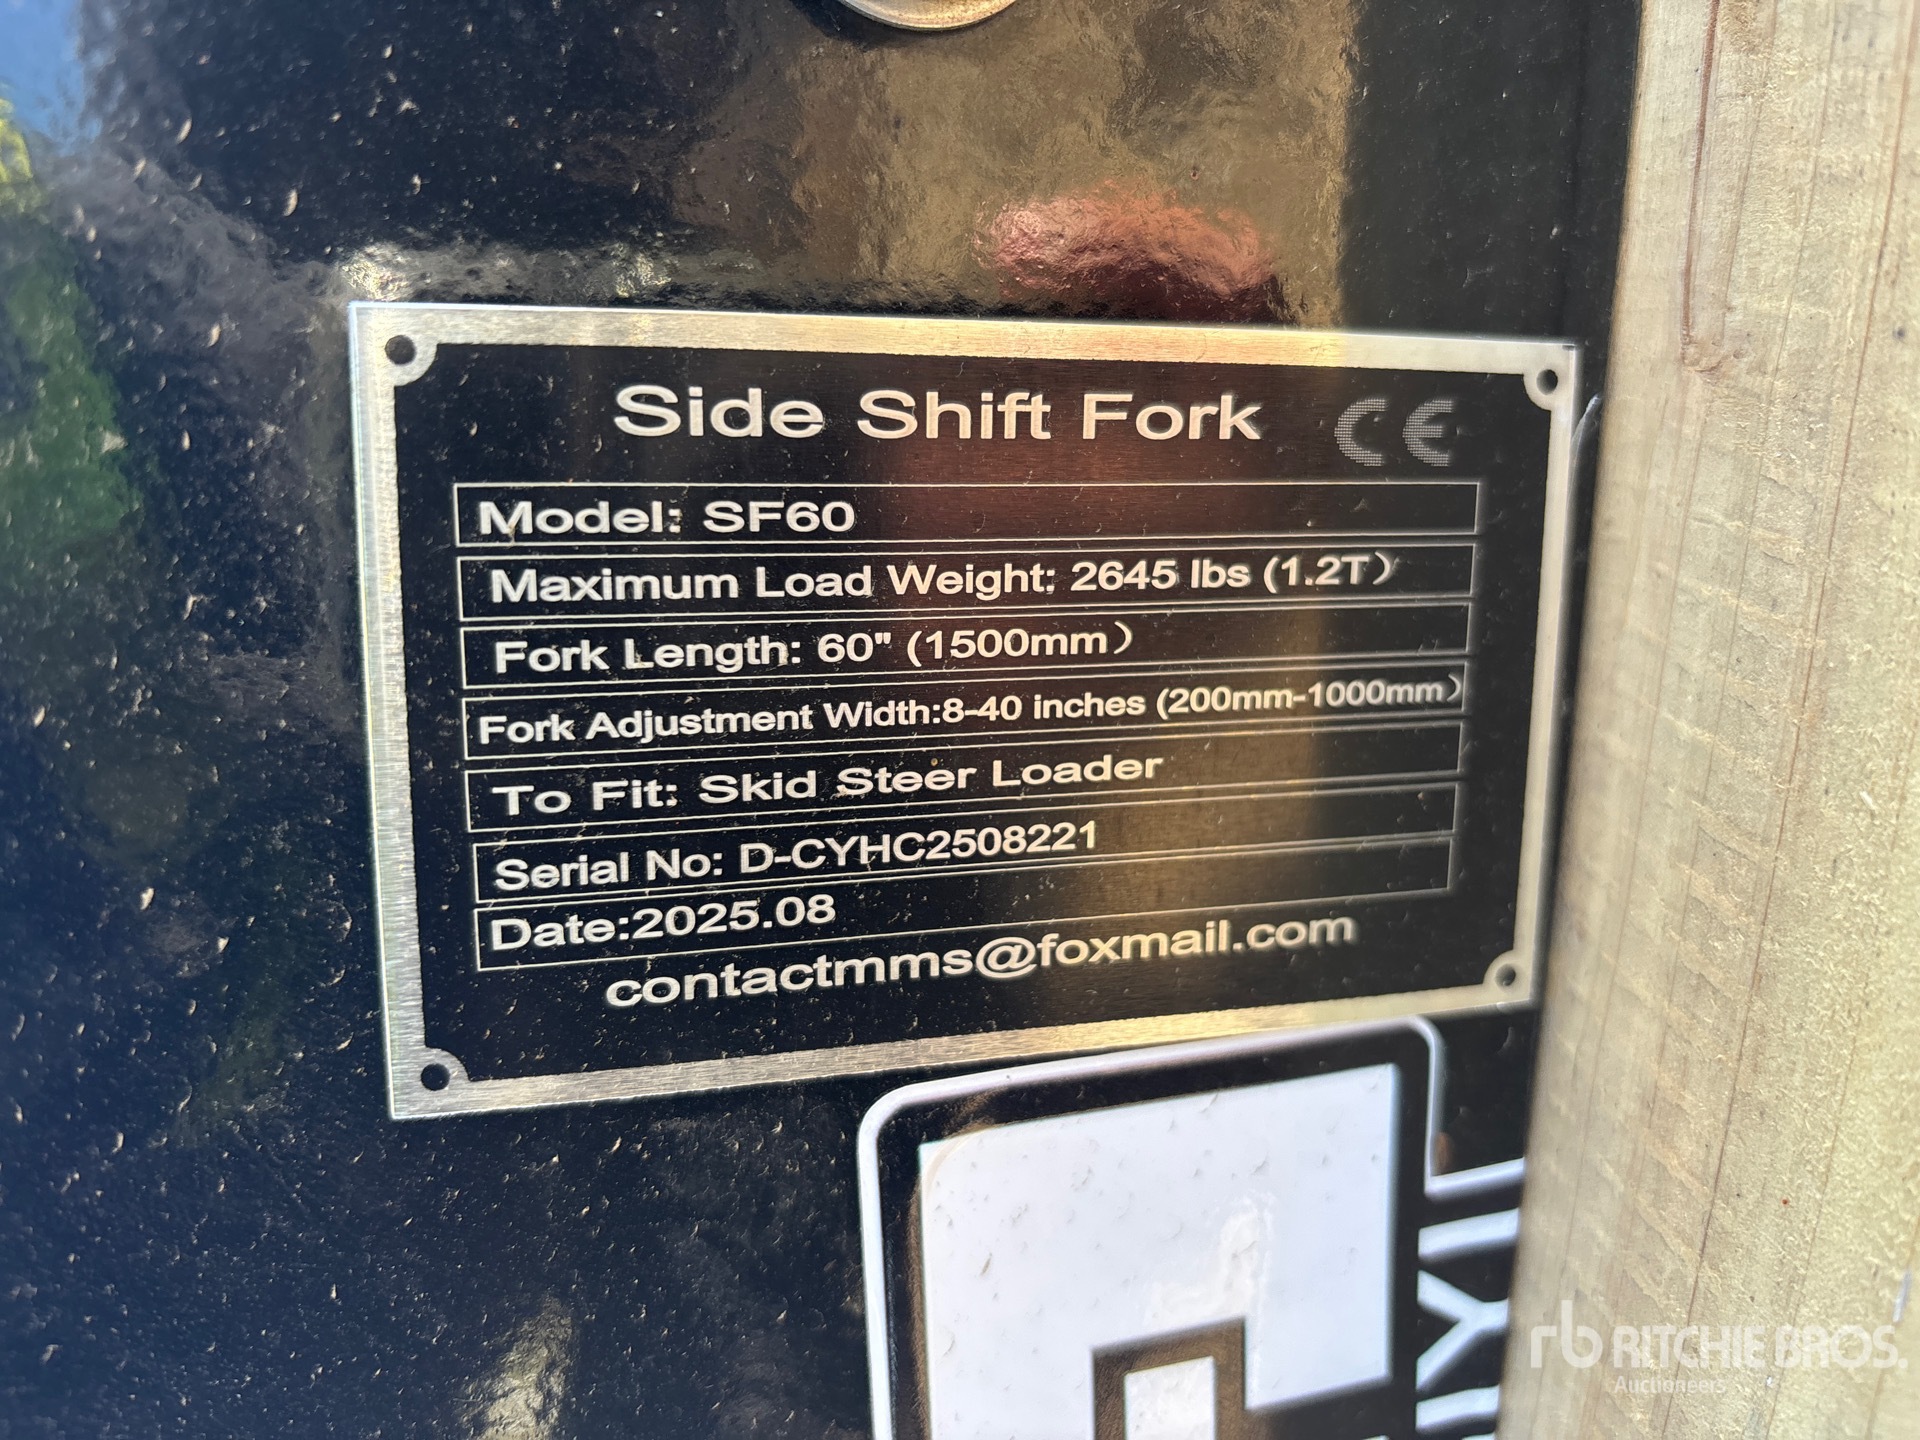 Side Shift Fork CE
Model: SF60
Maximum Load Weight: 2645 lbs (1.2T)
Fork Length: 60" (1500mm)
Fork Adjustment Width:8-40 inches (200mm-1000mm)
To Fit: Skid Steer Loader
Serial No: D-CYHC2508221
Date:2025.08
contactmms@foxmail.com
rb RITCHIE BROS.
Auctioneers